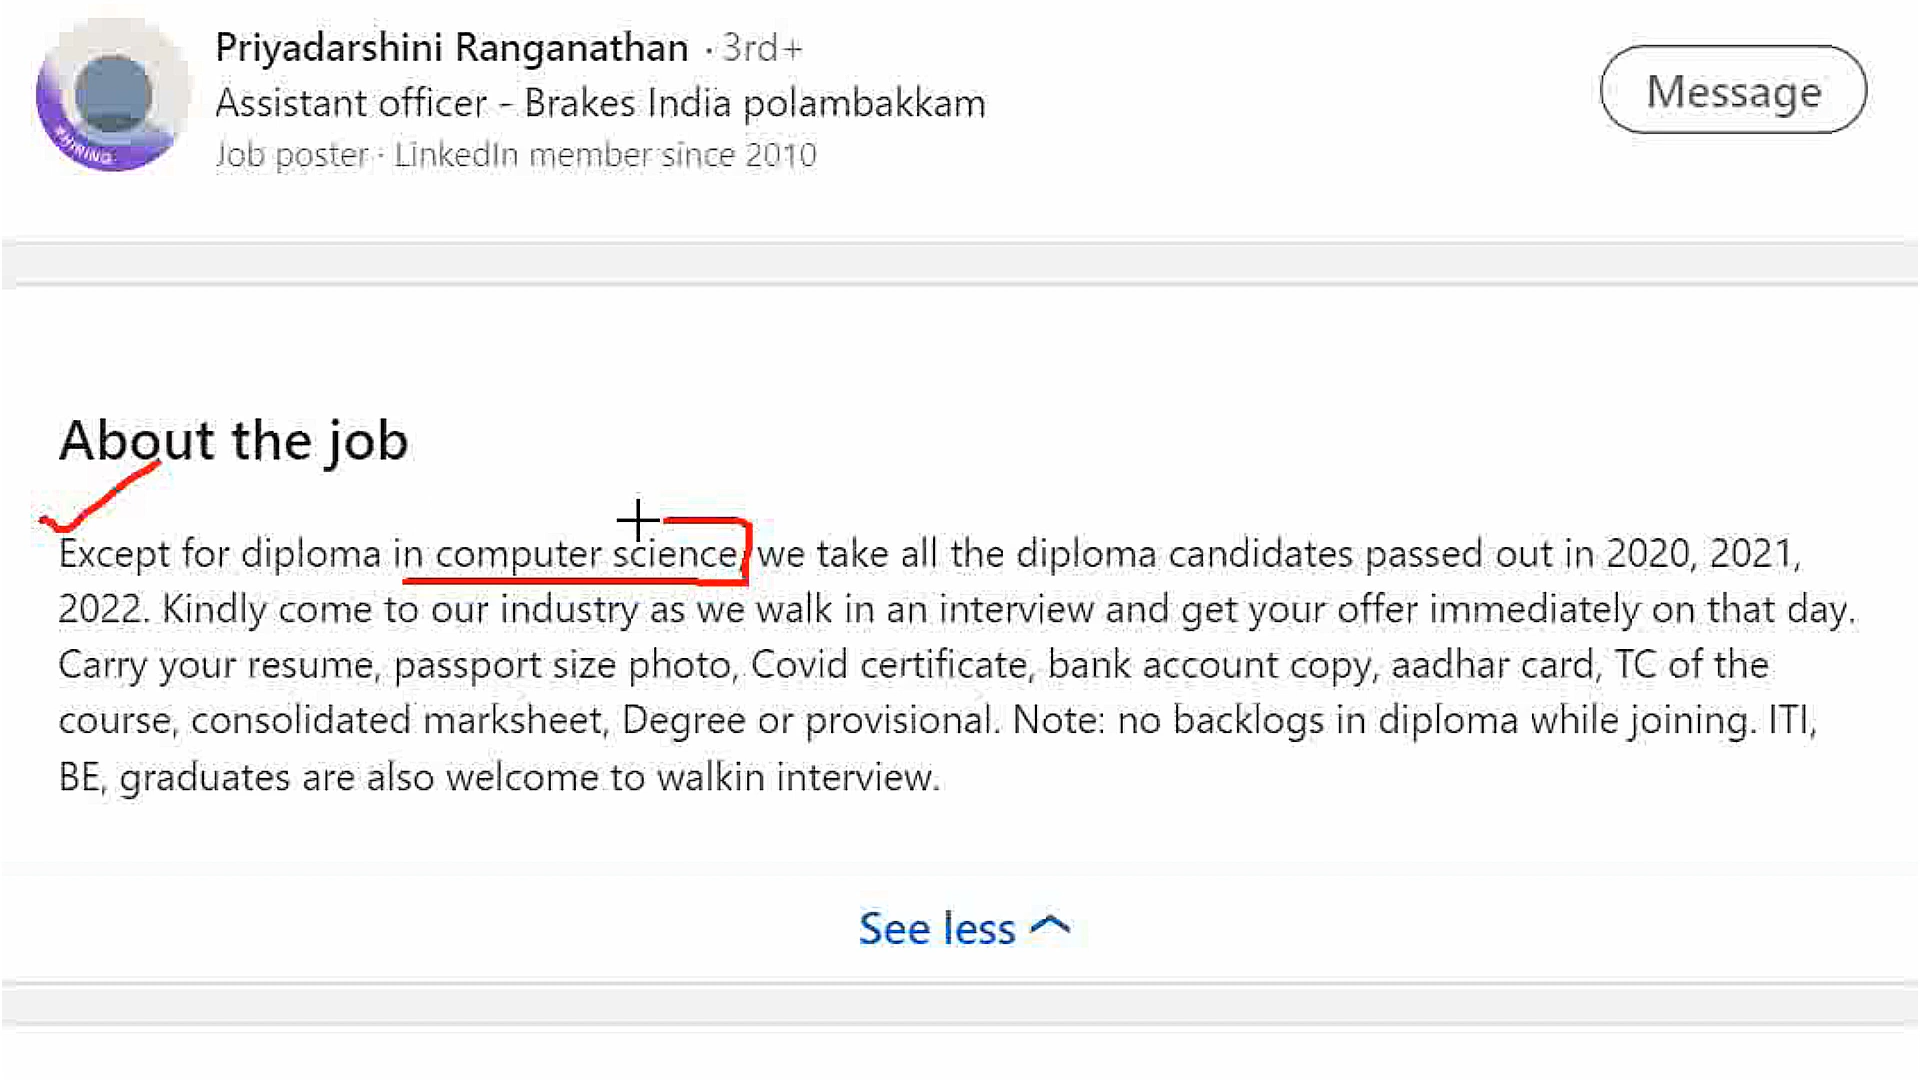 Priyadarshini Ranganathan · 3rd+
Assistant officer - Brakes India polambakkam
Job poster · LinkedIn member since 2010
#HIRING
Message
About the job
Except for diploma in computer science, we take all the diploma candidates passed out in 2020, 2021,
2022. Kindly come to our industry as we walk in an interview and get your offer immediately on that day.
Carry your resume, passport size photo, Covid certificate, bank account copy, aadhar card, TC of the
course, consolidated marksheet, Degree or provisional. Note: no backlogs in diploma while joining. ITI,
BE, graduates are also welcome to walkin interview.
See less